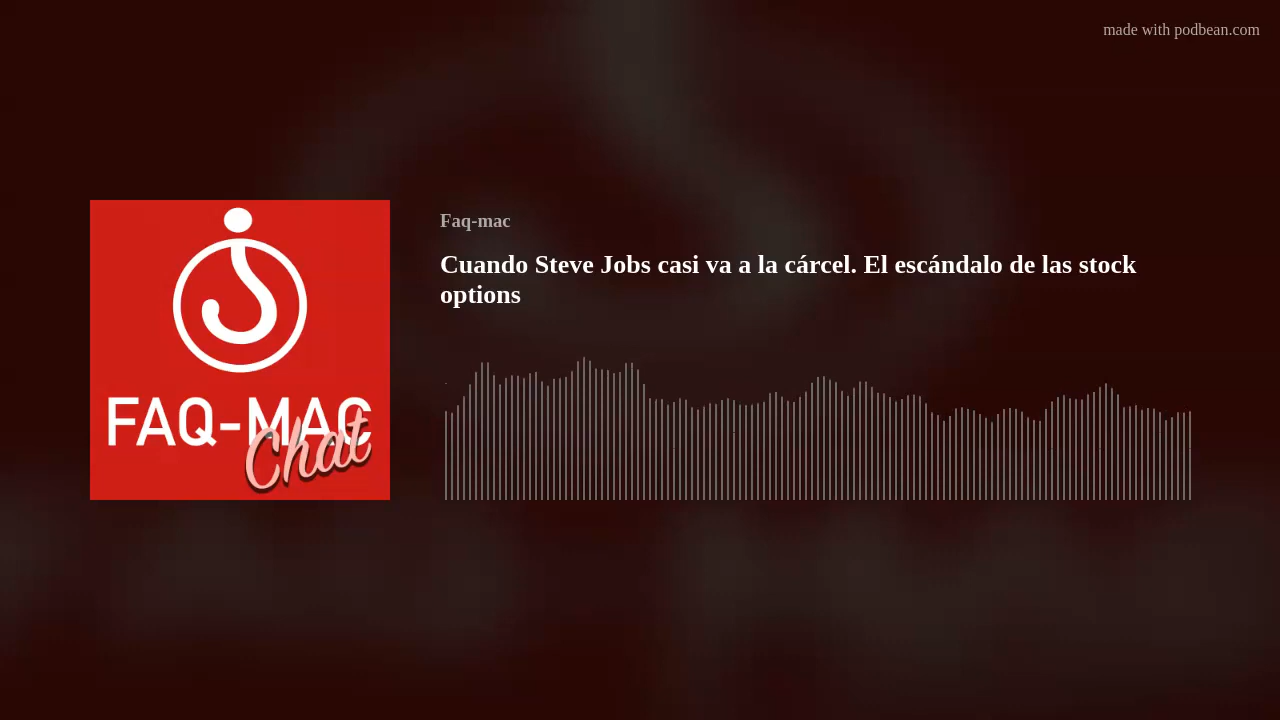 made with podbean.com
Faq-mac
Cuando Steve Jobs casi va a la cárcel. El escándalo de las stock
options
FAQ-MAC
Chat